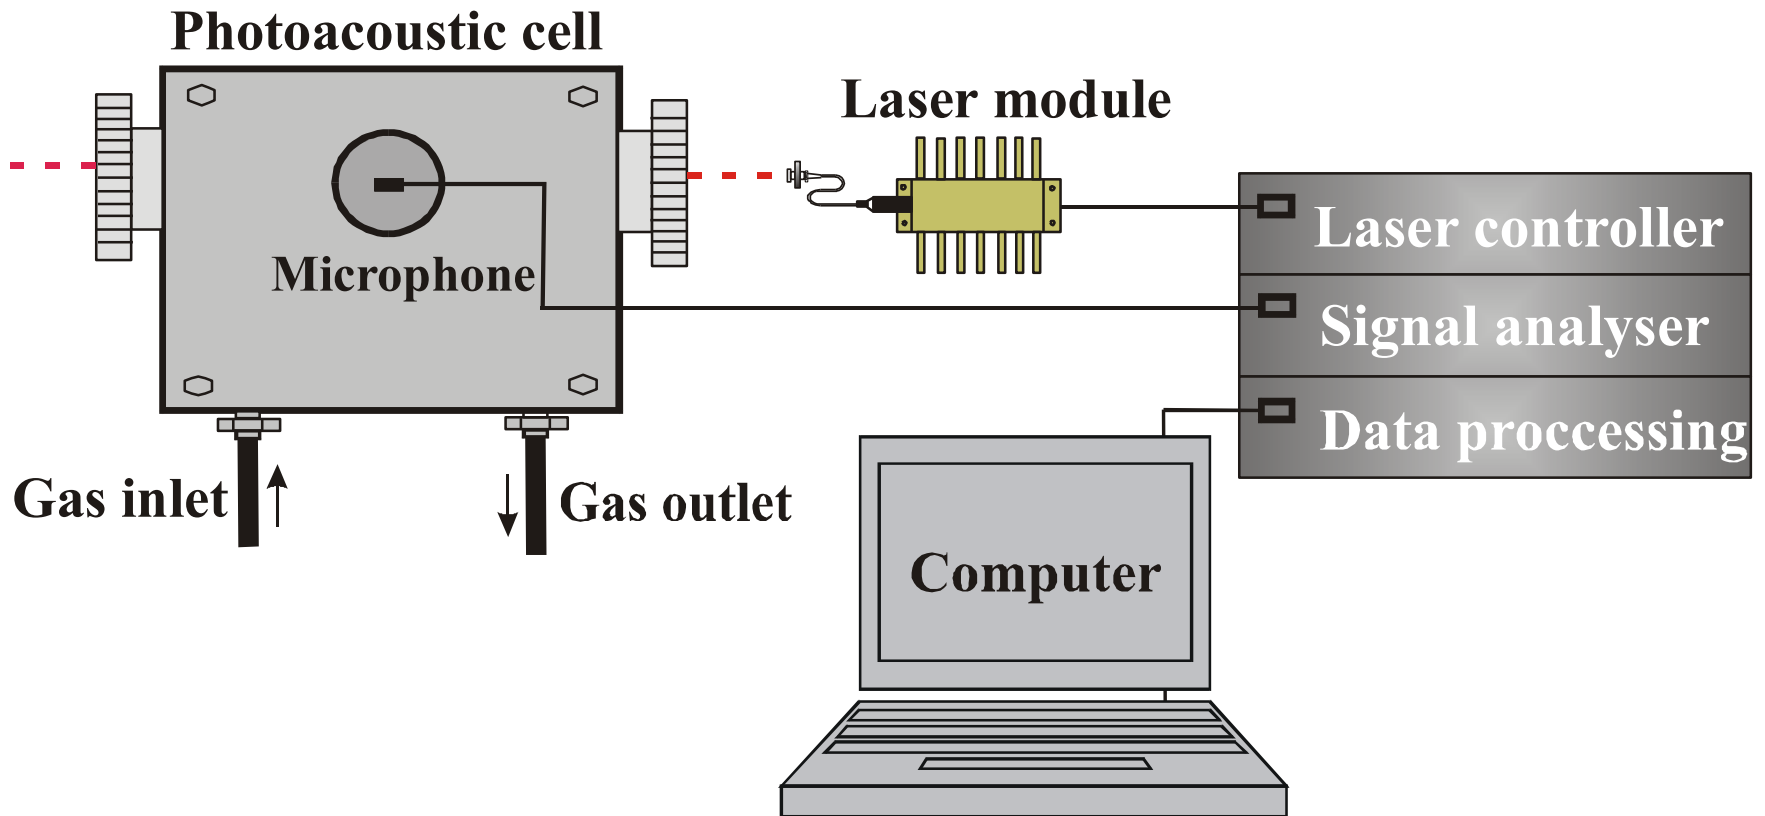 Photoacoustic cell
Laser module
Microphone
Laser controller
Signal analyser
Data proccessing
Gas inlet
Gas outlet
Computer